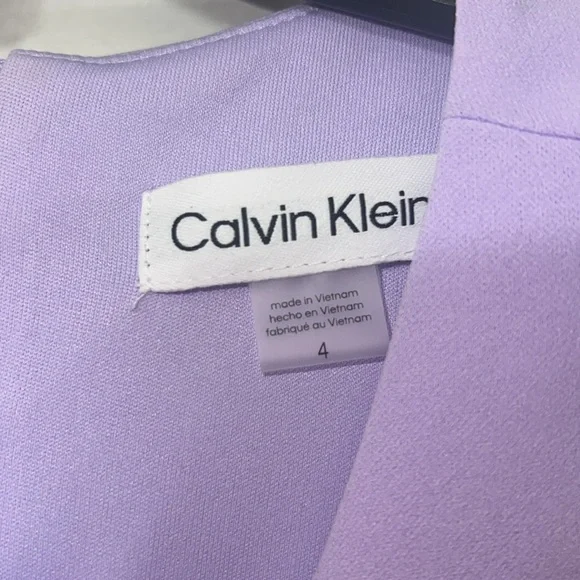 Calvin Klein
made in Vietnam
hecho en Vietnam
fabriqué au Vietnam
4